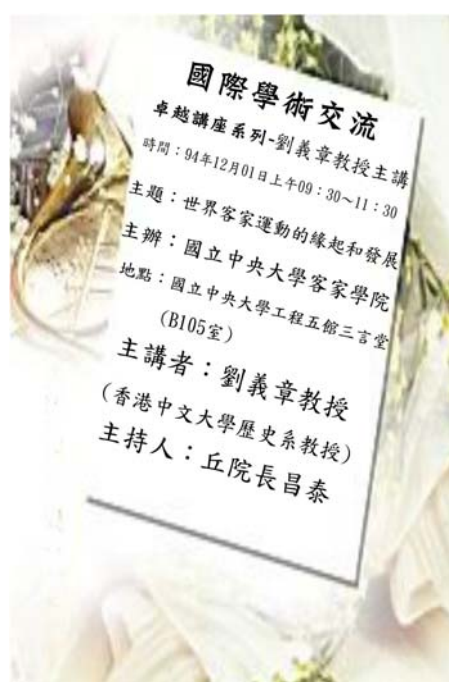 國際學術交流
卓越講座系列-劉義章教授主講
時間：94年12月01日上午09：30～11：30
主題：世界客家運動的緣起和發展
主辦：國立中央大學客家學院
地點：國立中央大學工程五館三言堂
(B105室)
主講者：劉義章教授
(香港中文大學歷史系教授)
主持人：丘院長昌泰